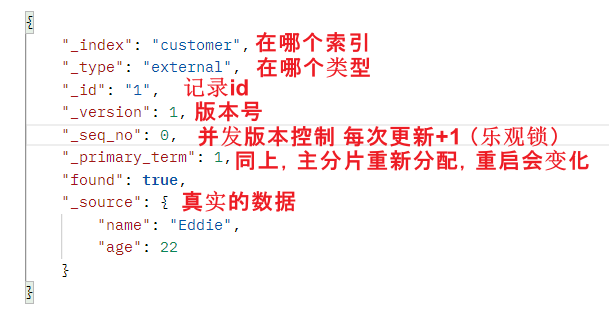 {
"_index": "customer", 在哪个索引
"_type": "external", 在哪个类型
"_id": "1", 记录id
"_version": 1, 版本号
"_seq_no": 0, 并发版本控制 每次更新+1（乐观锁）
"_primary_term": 1, 同上，主分片重新分配，重启会变化
"found": true,
"_source": { 真实的数据
"name": "Eddie",
"age": 22
}
}